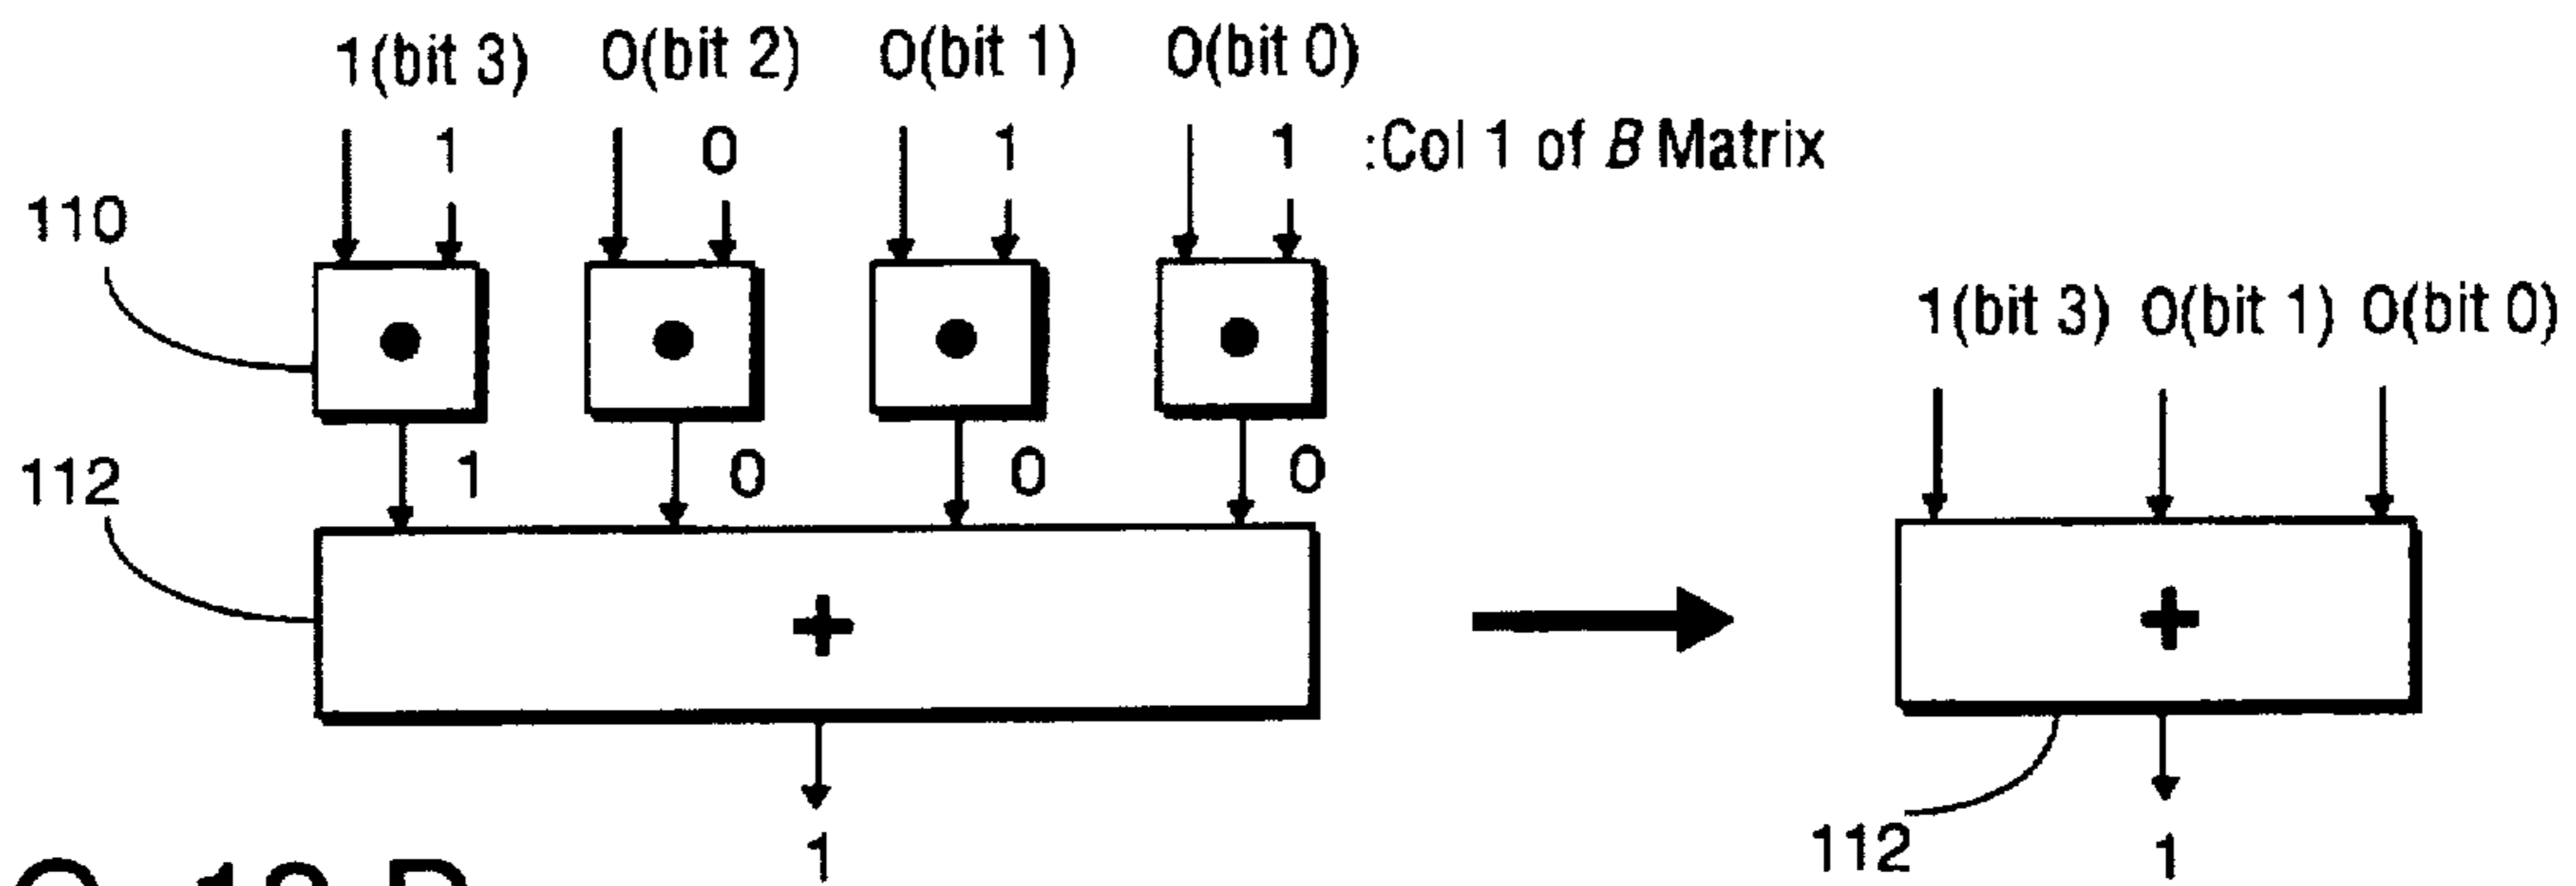 1(bit 3) 0(bit 2) 0(bit 1) 0(bit 0)
1 0 1 1 :Col 1 of B Matrix
110
1(bit 3) 0(bit 1) 0(bit 0)
112 1 0 0 0
+ +
1 112 1